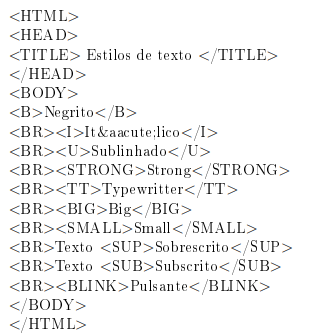 <HTML>
<HEAD>
<TITLE> Estilos de texto </TITLE>
</HEAD>
<BODY>
<B>Negrito</B>
<BR><I>It&aacute;lico</I>
<BR><U>Sublinhado</U>
<BR><STRONG>Strong</STRONG>
<BR><TT>Typewritter</TT>
<BR><BIG>Big</BIG>
<BR><SMALL>Small</SMALL>
<BR>Texto <SUP>Sobrescrito</SUP>
<BR>Texto <SUB>Subscrito</SUB>
<BR><BLINK>Pulsante</BLINK>
</BODY>
</HTML>